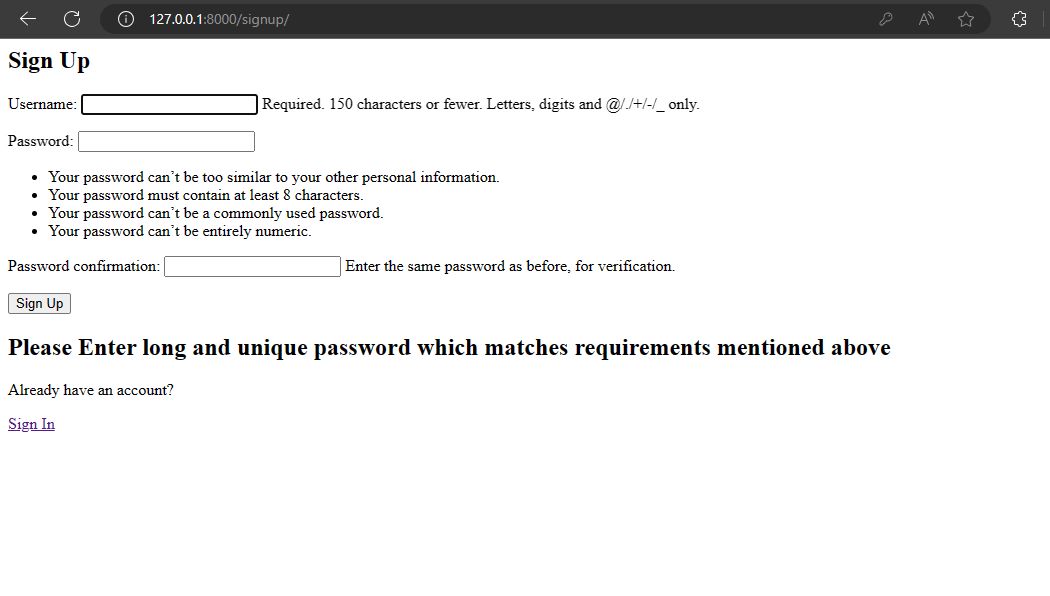 127.0.0.1:8000/signup/
Sign Up
Username: Required. 150 characters or fewer. Letters, digits and @/./+/-/_ only.
Password:
• Your password can’t be too similar to your other personal information.
• Your password must contain at least 8 characters.
• Your password can’t be a commonly used password.
• Your password can’t be entirely numeric.
Password confirmation: Enter the same password as before, for verification.
Sign Up
Please Enter long and unique password which matches requirements mentioned above
Already have an account?
Sign In